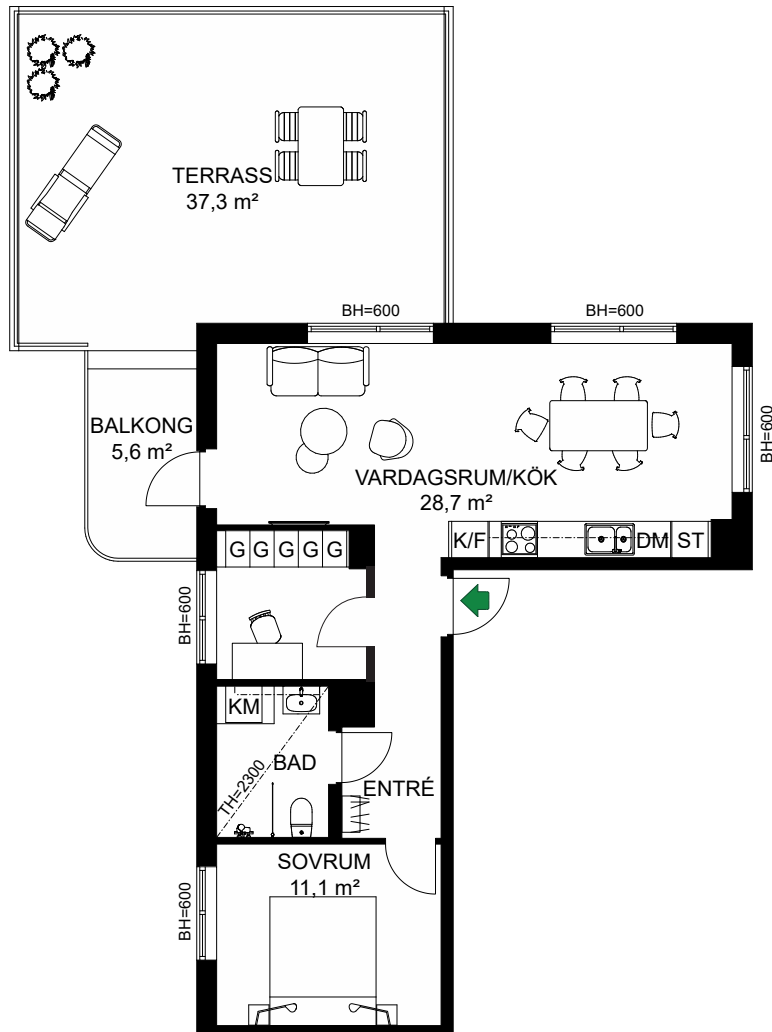 TERRASS
37,3 m²
BH=600
BH=600
BALKONG
5,6 m²
BH=600
VARDAGSRUM/KÖK
28,7 m²
K/F
DM
ST
G
G
G
G
G
BH=600
KM
BAD
TH=2300
ENTRÉ
SOVRUM
11,1 m²
BH=600